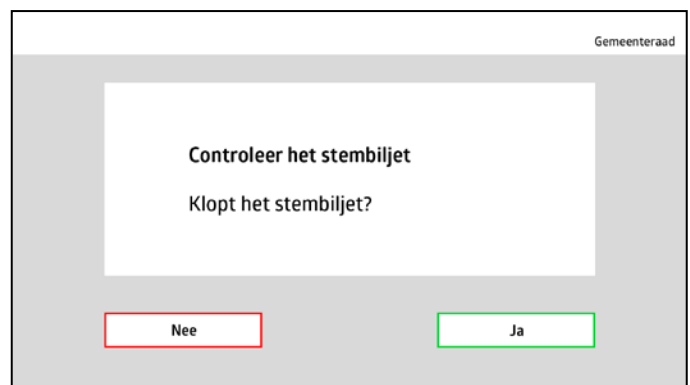 Gemeenteraad
Controleer het stembiljet
Klopt het stembiljet?
Nee
Ja